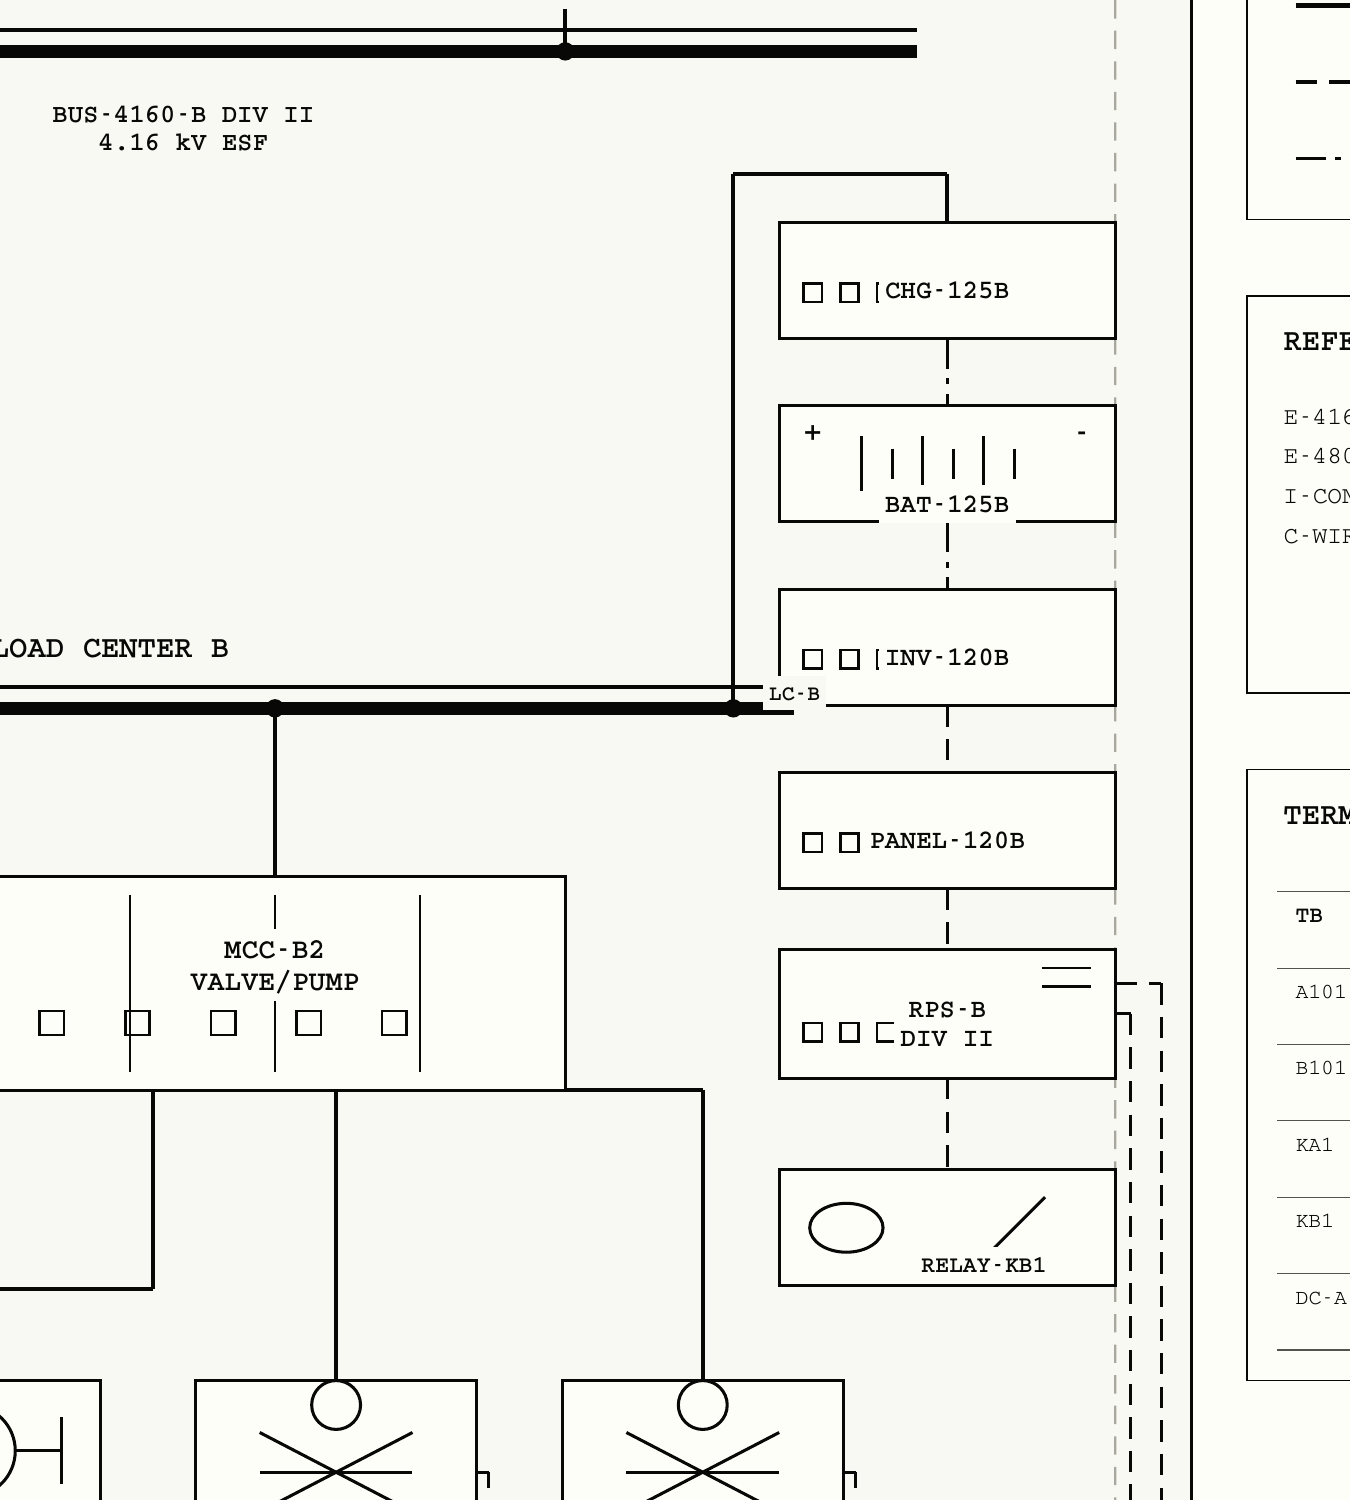 BUS-4160-B DIV II
4.16 kV ESF
CHG-125B
+ -
BAT-125B
LOAD CENTER B
INV-120B
LC-B
PANEL-120B
MCC-B2
VALVE/PUMP
RPS-B
DIV II
RELAY-KB1
REFE
E-416
E-480
I-CON
C-WIR
TERM
TB
A101
B101
KA1
KB1
DC-A